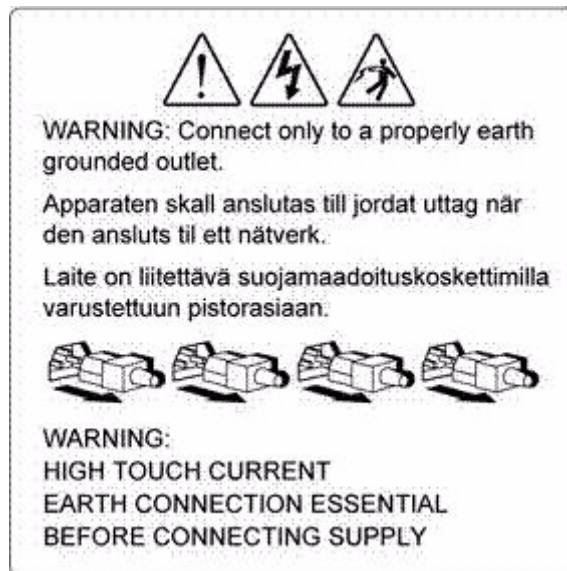 WARNING: Connect only to a properly earth
grounded outlet.
Apparaten skall anslutas till jordat uttag när
den ansluts til ett nätverk.
Laite on liitettävä suojamaadoituskoskettimilla
varustettuun pistorasiaan.
WARNING:
HIGH TOUCH CURRENT
EARTH CONNECTION ESSENTIAL
BEFORE CONNECTING SUPPLY